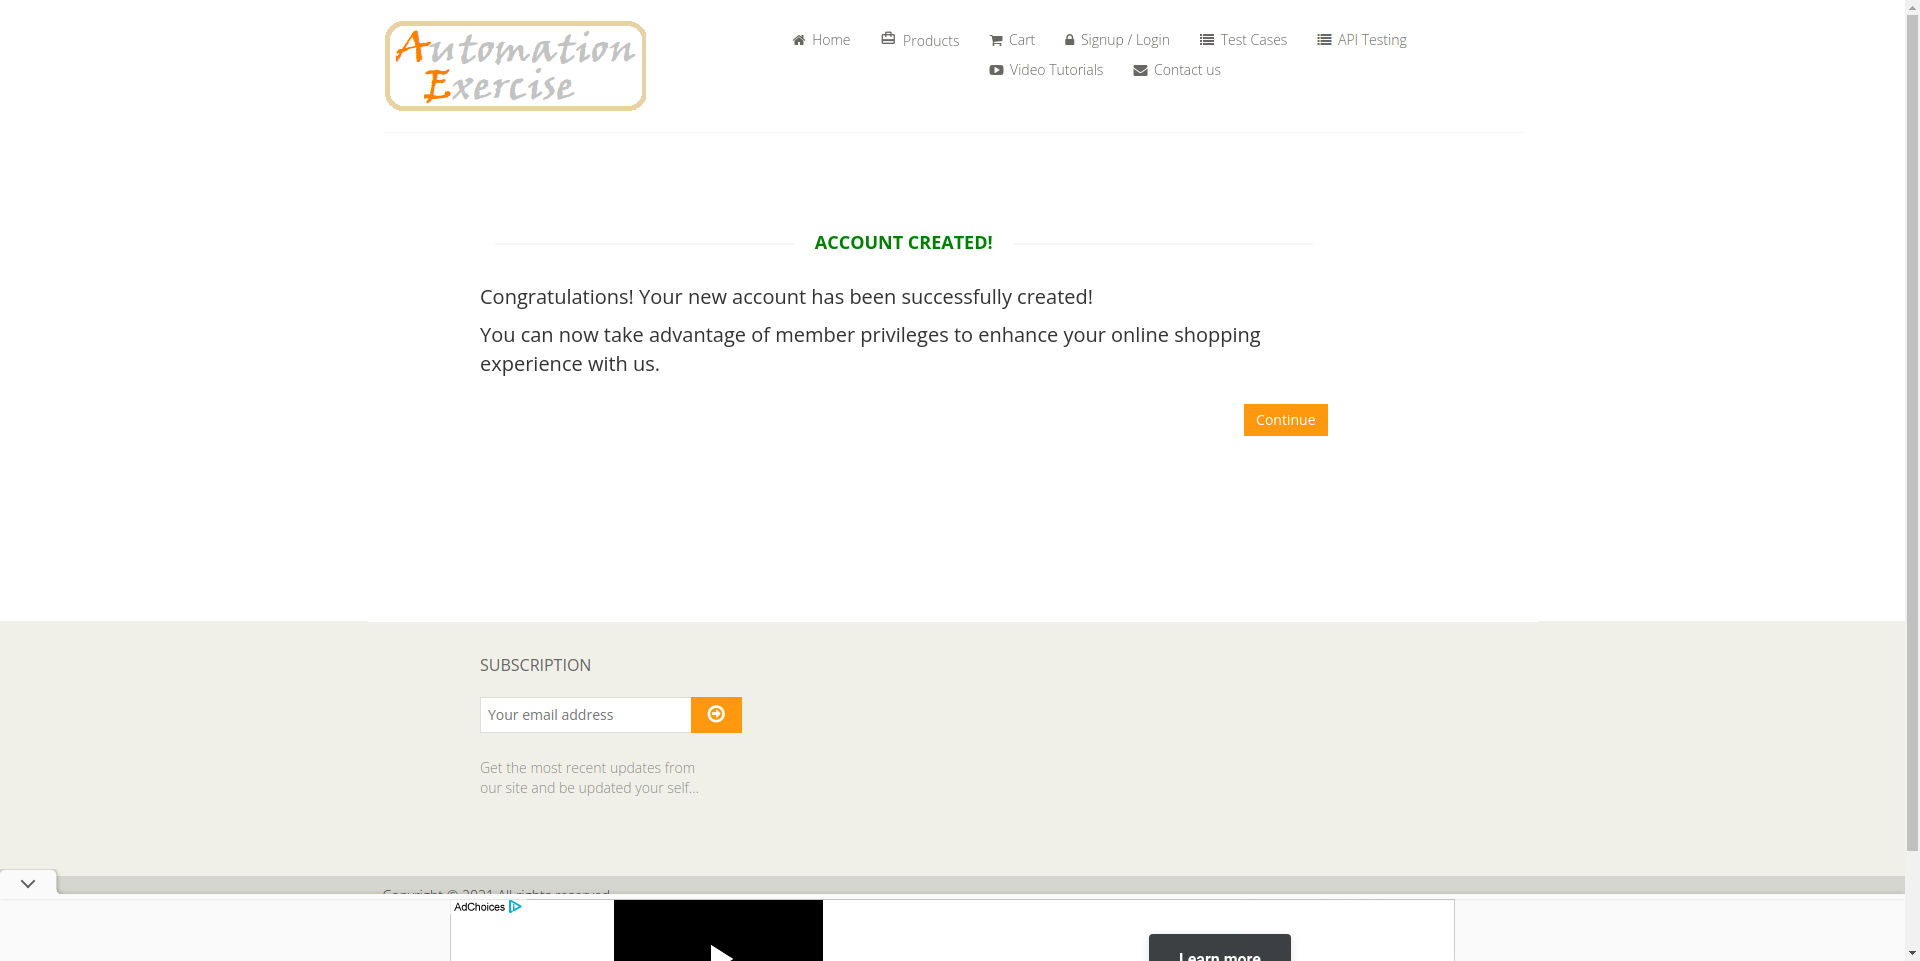 Automation
Exercise
Home
Products
Cart
Signup / Login
Test Cases
API Testing
Video Tutorials
Contact us
ACCOUNT CREATED!
Congratulations! Your new account has been successfully created!
You can now take advantage of member privileges to enhance your online shopping
experience with us.
Continue
SUBSCRIPTION
Your email address
Get the most recent updates from
our site and be updated your self...
Copyright © 2021 All rights reserved
AdChoices
Learn more